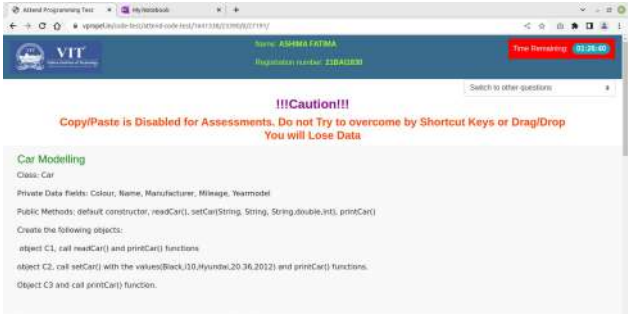 Attend Programming Test
My Notebook
VIT
Name: ASHIMA FATIMA
Registration number: 21BAI1830
Time Remaining: 01:26:40
Switch to other questions
!!!Caution!!!
Copy/Paste is Disabled for Assessments. Do not Try to overcome by Shortcut Keys or Drag/Drop
You will Lose Data
Car Modelling
Class: Car
Private Data fields: Colour, Name, Manufacturer, Mileage, Yearmodel
Public Methods: default constructor, readCar(), setCar(String, String, String,double,int), printCar()
Create the following objects:
object C1, call readCar() and printCar() functions
object C2, call setCar() with the values(Black,i10,Hyundai,20.36,2012) and printCar() functions.
Object C3 and call printCar() function.